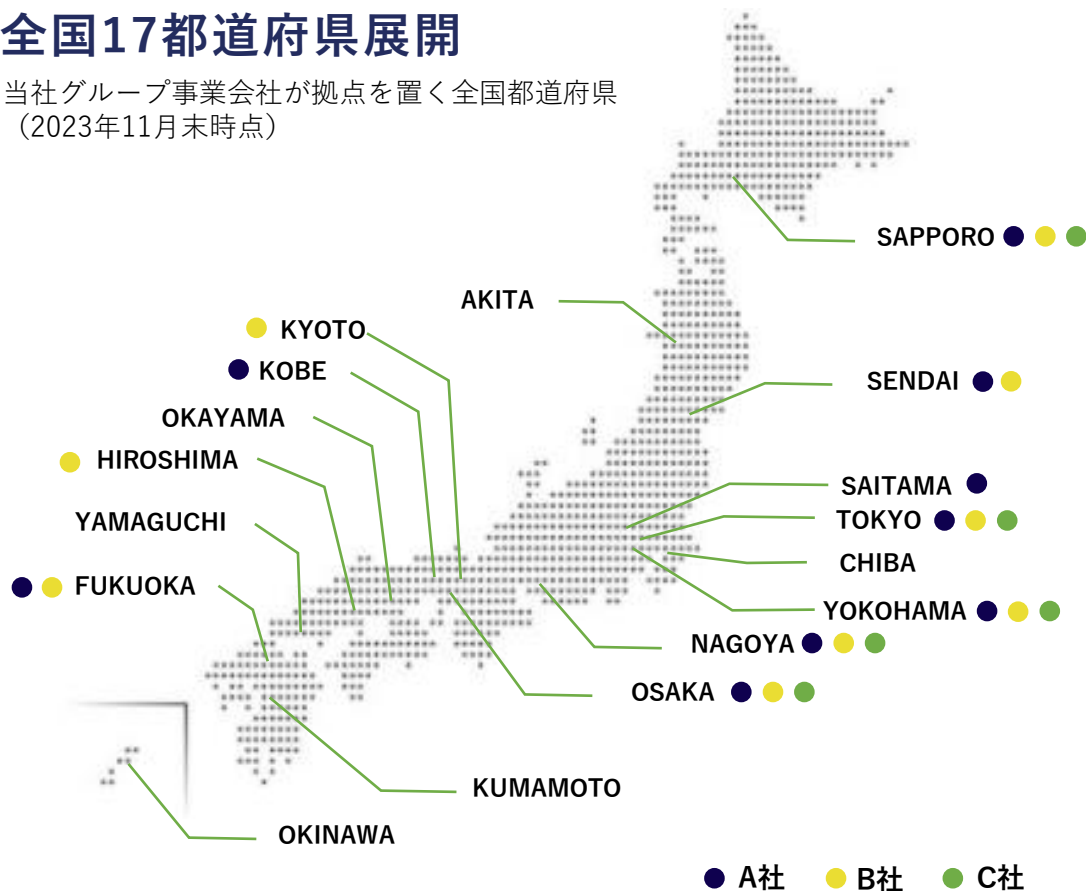 全国17都道府県展開
当社グループ事業会社が拠点を置く全国都道府県
（2023年11月末時点）
SAPPORO
AKITA
KYOTO
KOBE
SENDAI
OKAYAMA
HIROSHIMA
SAITAMA
YAMAGUCHI
TOKYO
CHIBA
FUKUOKA
YOKOHAMA
NAGOYA
OSAKA
KUMAMOTO
OKINAWA
A社 B社 C社